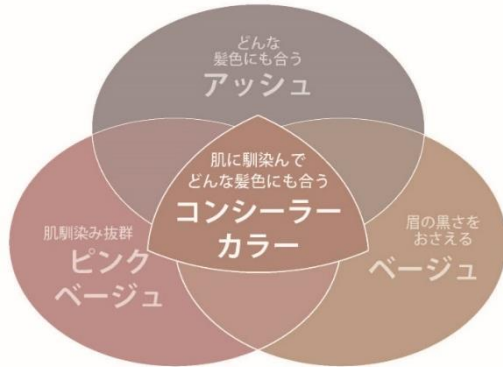 どんな
髪色にも合う
アッシュ
肌に馴染んで
どんな髪色にも合う
コンシーラー
カラー
肌馴染み抜群
ピンク
ベージュ
眉の黒さを
おさえる
ベージュ